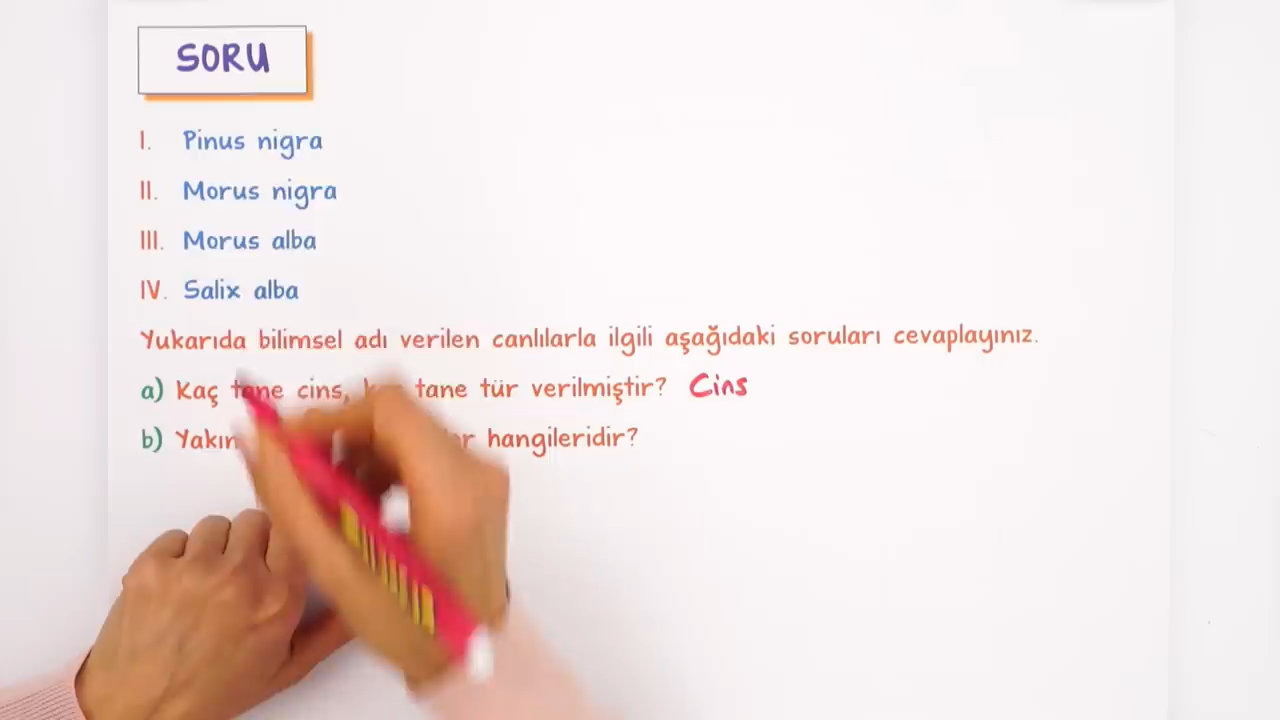 SORU
I. Pinus nigra
II. Morus nigra
III. Morus alba
IV. Salix alba
Yukarıda bilimsel adı verilen canlılarla ilgili aşağıdaki soruları cevaplayınız.
a) Kaç tane cins, tane tür verilmiştir? Cins
b) hangileridir?